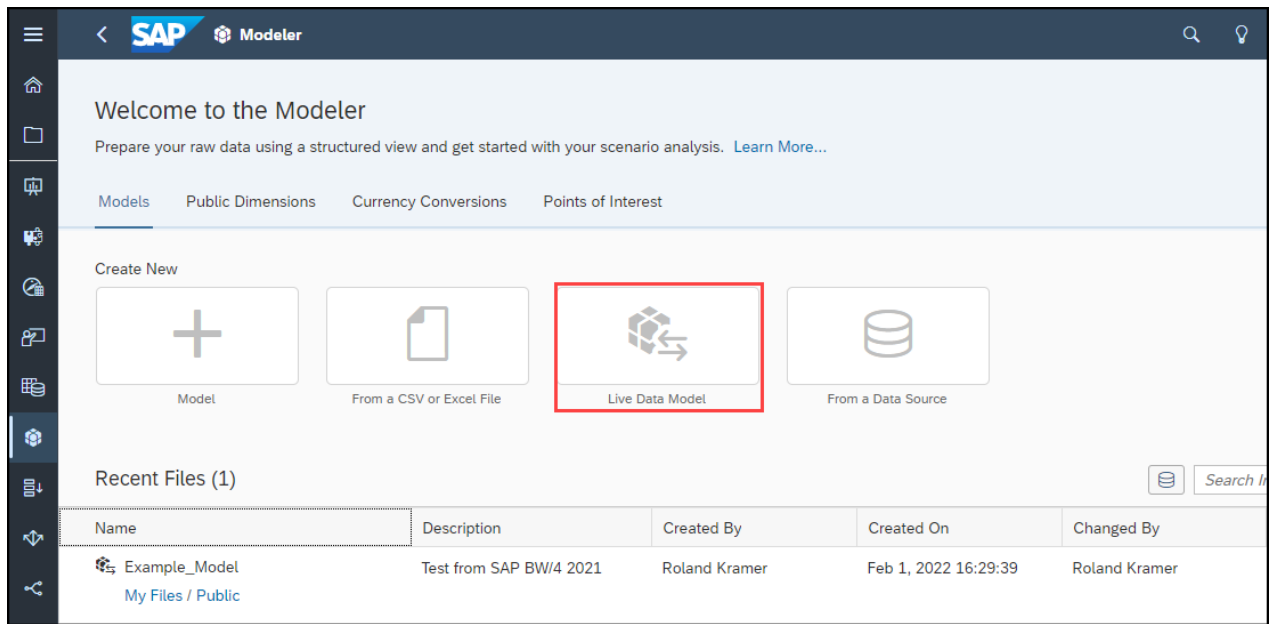 SAP Modeler
Welcome to the Modeler
Prepare your raw data using a structured view and get started with your scenario analysis. Learn More...
Models Public Dimensions Currency Conversions Points of Interest
Create New
Model From a CSV or Excel File Live Data Model From a Data Source
Recent Files (1)
Search
Name Description Created By Created On Changed By
Example_Model Test from SAP BW/4 2021 Roland Kramer Feb 1, 2022 16:29:39 Roland Kramer
My Files / Public